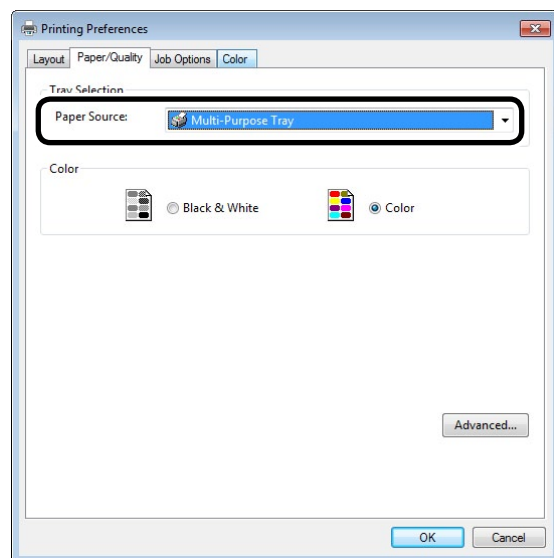 Printing Preferences
Layout Paper/Quality Job Options Color
Tray Selection
Paper Source: Multi-Purpose Tray
Color
Black & White Color
Advanced...
OK Cancel